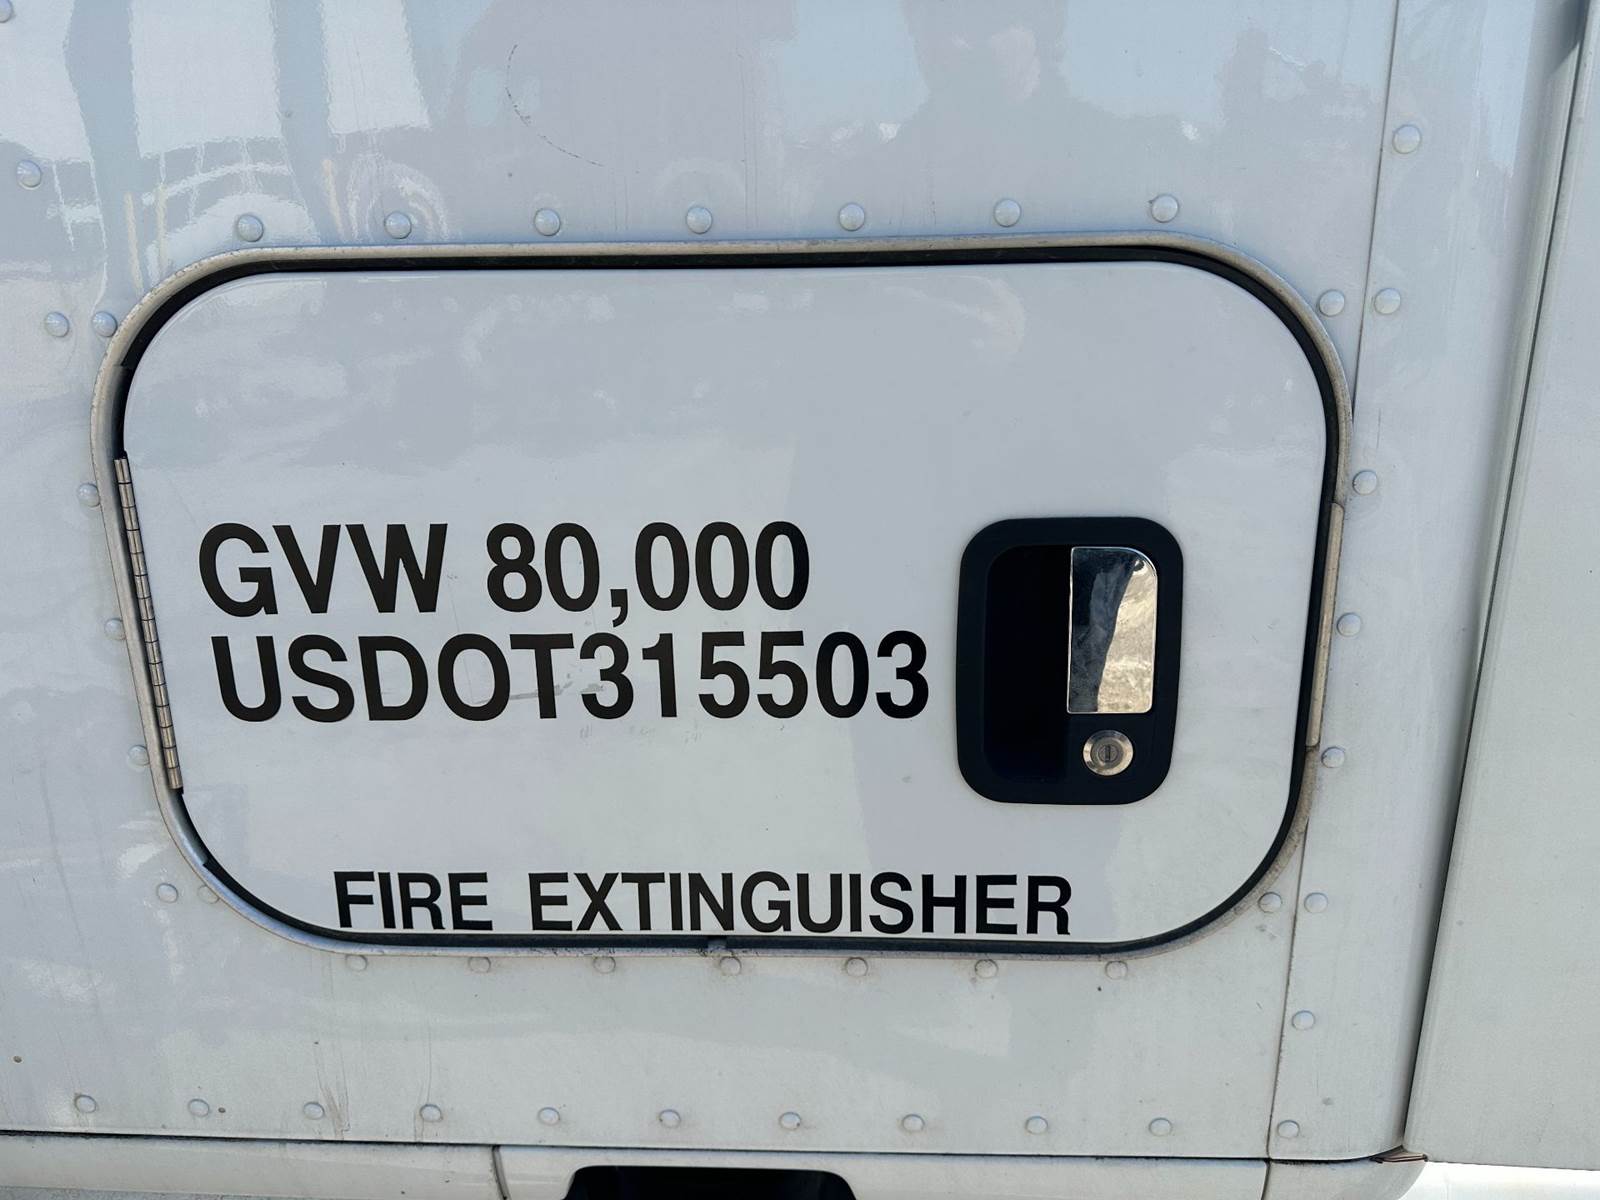 GVW 80,000
USDOT315503
FIRE EXTINGUISHER